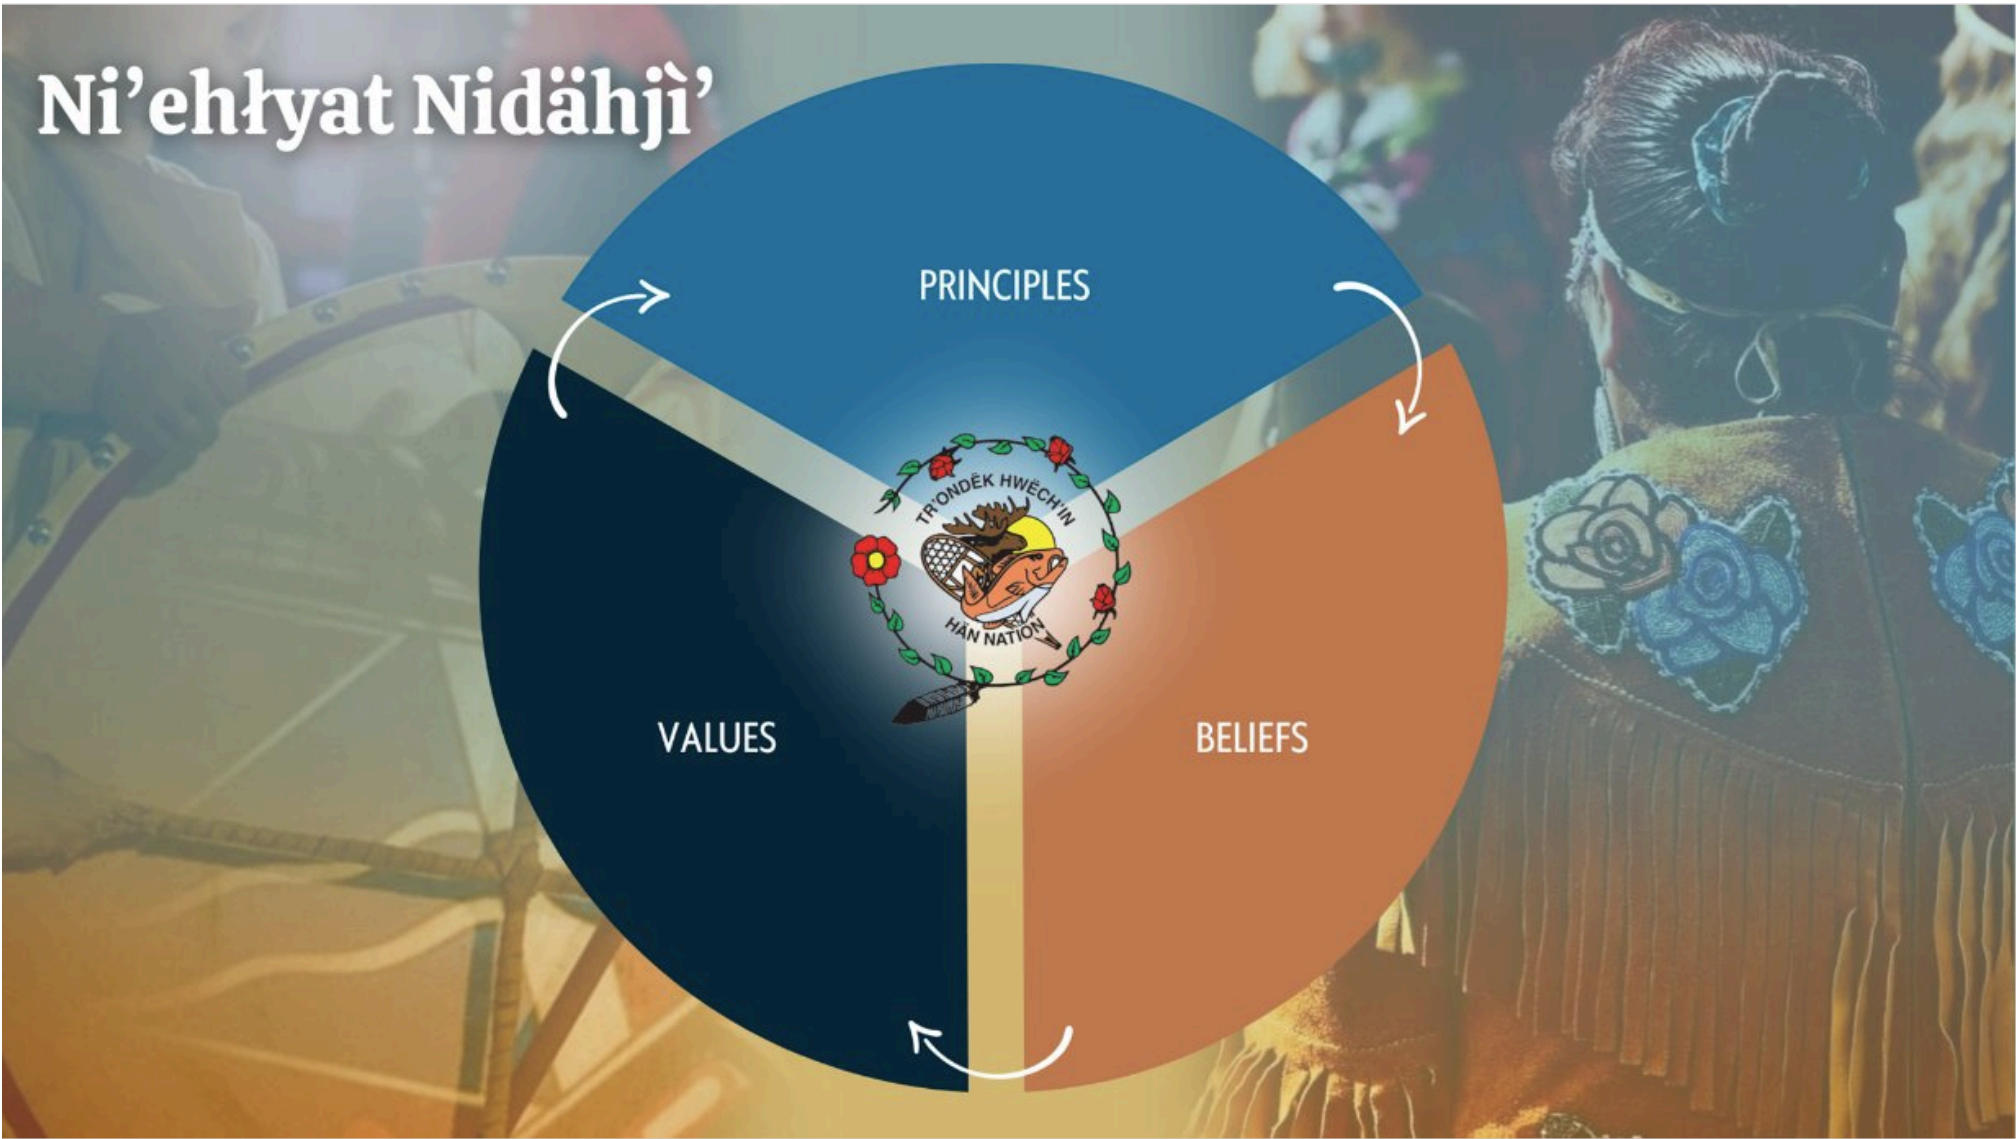 Ni’ehłyat Nidähjì’
PRINCIPLES
TR’ONDËK HWËCH’IN
HÄN NATION
VALUES
BELIEFS